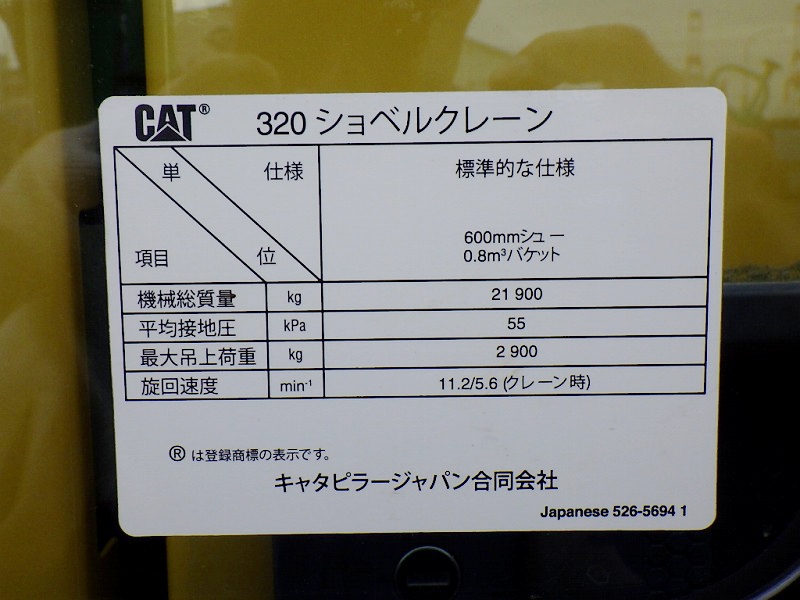 CAT® 320 ショベルクレーン
単 仕様 標準的な仕様
600mmシュー
項目 位 0.8m³バケット
機械総質量 kg 21 900
平均接地圧 kPa 55
最大吊上荷重 kg 2 900
旋回速度 min⁻¹ 11.2/5.6 (クレーン時)
® は登録商標の表示です。
キャタピラージャパン合同会社
Japanese 526-5694 1